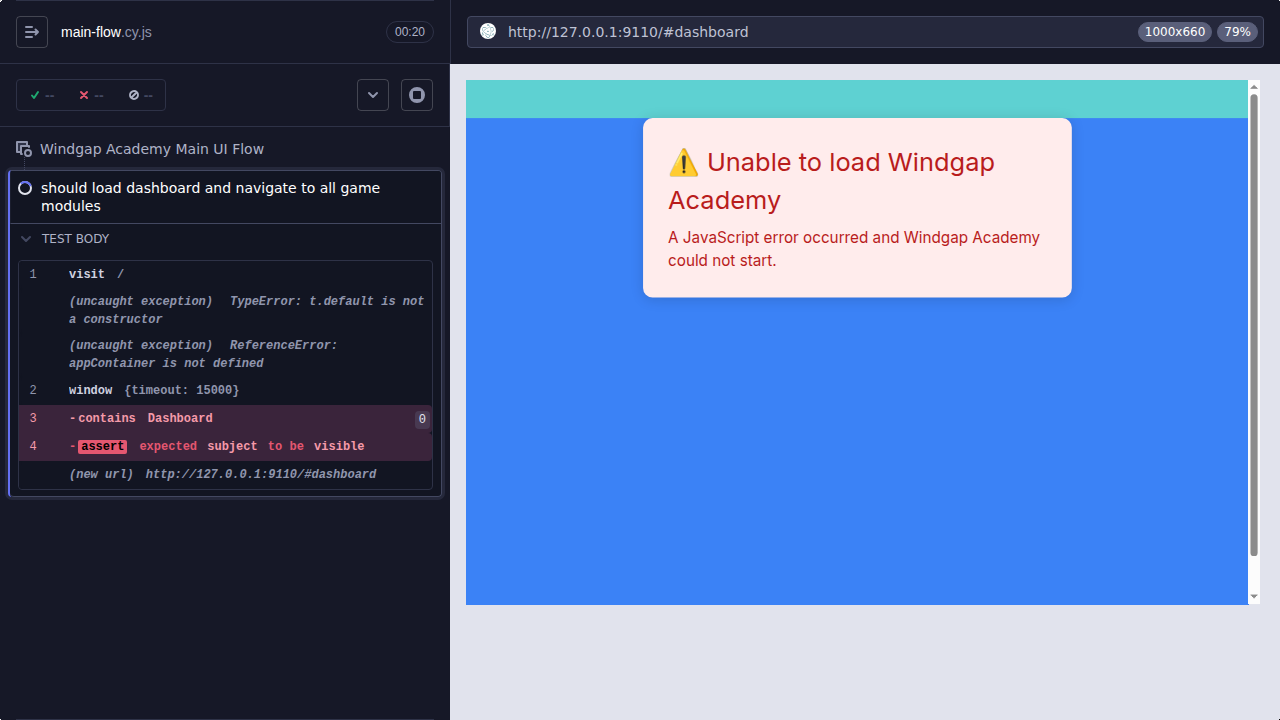 main-flow.cy.js
00:20
--
--
--
Windgap Academy Main UI Flow
should load dashboard and navigate to all game
modules
TEST BODY
1 visit /
(uncaught exception) TypeError: t.default is not
a constructor
(uncaught exception) ReferenceError:
appContainer is not defined
2 window {timeout: 15000}
3 -contains Dashboard 0
4 -assert expected subject to be visible
(new url) http://127.0.0.1:9110/#dashboard
http://127.0.0.1:9110/#dashboard
1000x660
79%
⚠️ Unable to load Windgap
Academy
A JavaScript error occurred and Windgap Academy
could not start.